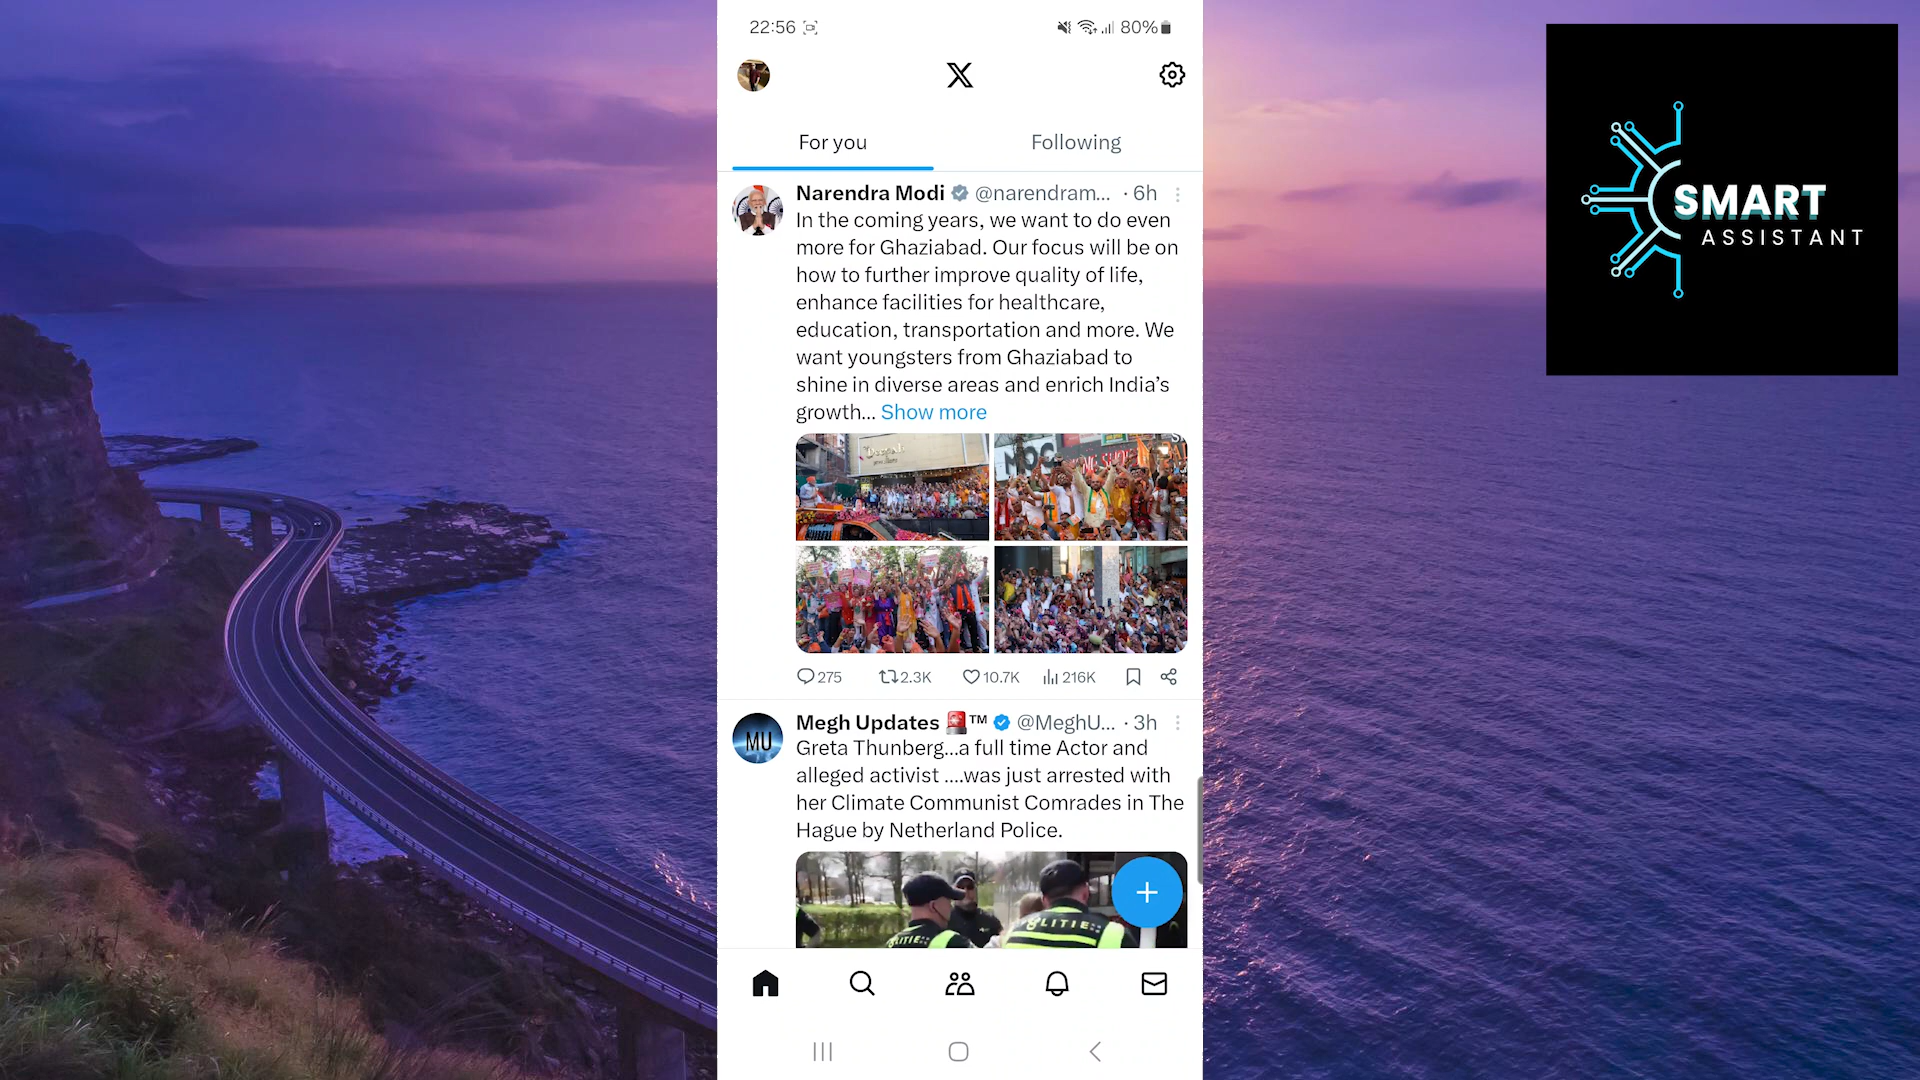 22:56
80%
SMART
ASSISTANT
For you
Following
Narendra Modi @narendram... · 6h
In the coming years, we want to do even
more for Ghaziabad. Our focus will be on
how to further improve quality of life,
enhance facilities for healthcare,
education, transportation and more. We
want youngsters from Ghaziabad to
shine in diverse areas and enrich India’s
growth... Show more
275
2.3K
10.7K
216K
MU
Megh Updates 🚨™ @MeghU... · 3h
Greta Thunberg...a full time Actor and
alleged activist ....was just arrested with
her Climate Communist Comrades in The
Hague by Netherland Police.
POLITIE